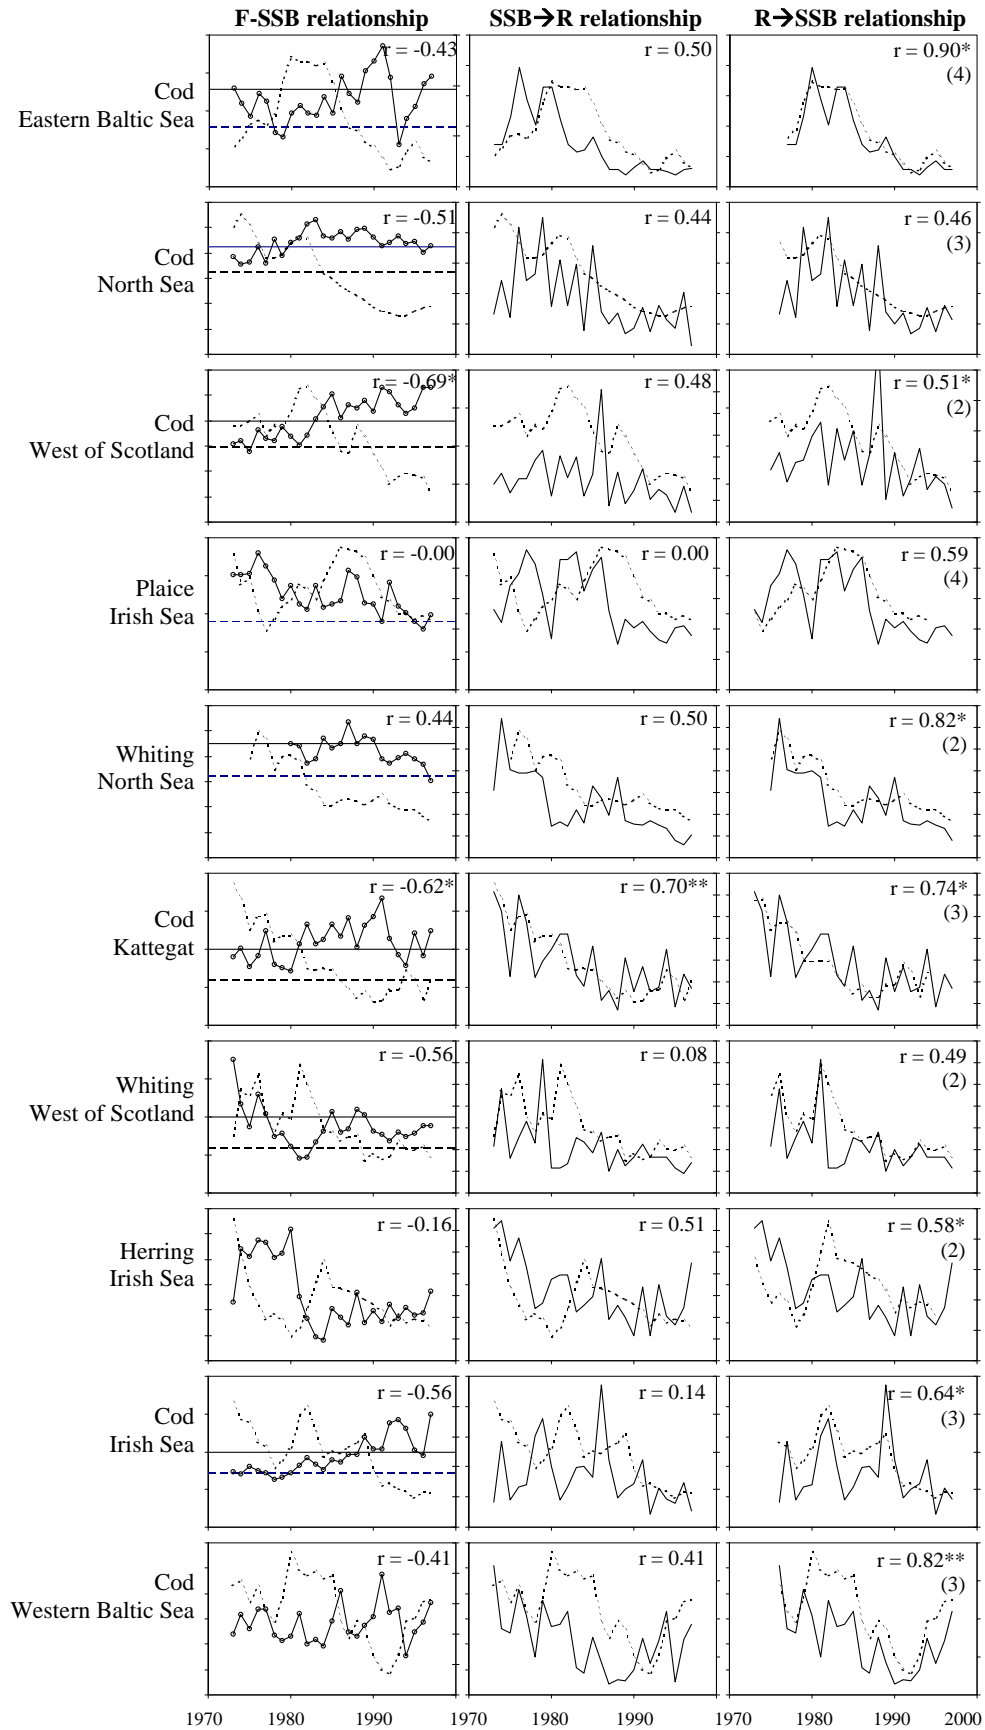 F-SSB relationship SSB→R relationship R→SSB relationship
r = -0.43 r = 0.50 r = 0.90*
(4)
Cod
Eastern Baltic Sea
r = -0.51 r = 0.44 r = 0.46
(3)
Cod
North Sea
r = -0.69* r = 0.48 r = 0.51*
(2)
Cod
West of Scotland
r = -0.00 r = 0.00 r = 0.59
(4)
Plaice
Irish Sea
r = 0.44 r = 0.50 r = 0.82*
(2)
Whiting
North Sea
r = -0.62* r = 0.70** r = 0.74*
(3)
Cod
Kattegat
r = -0.56 r = 0.08 r = 0.49
(2)
Whiting
West of Scotland
r = -0.16 r = 0.51 r = 0.58*
(2)
Herring
Irish Sea
r = -0.56 r = 0.14 r = 0.64*
(3)
Cod
Irish Sea
r = -0.41 r = 0.41 r = 0.82**
(3)
Cod
Western Baltic Sea
1970 1980 1990 1970 1980 1990 1970 1980 1990 2000